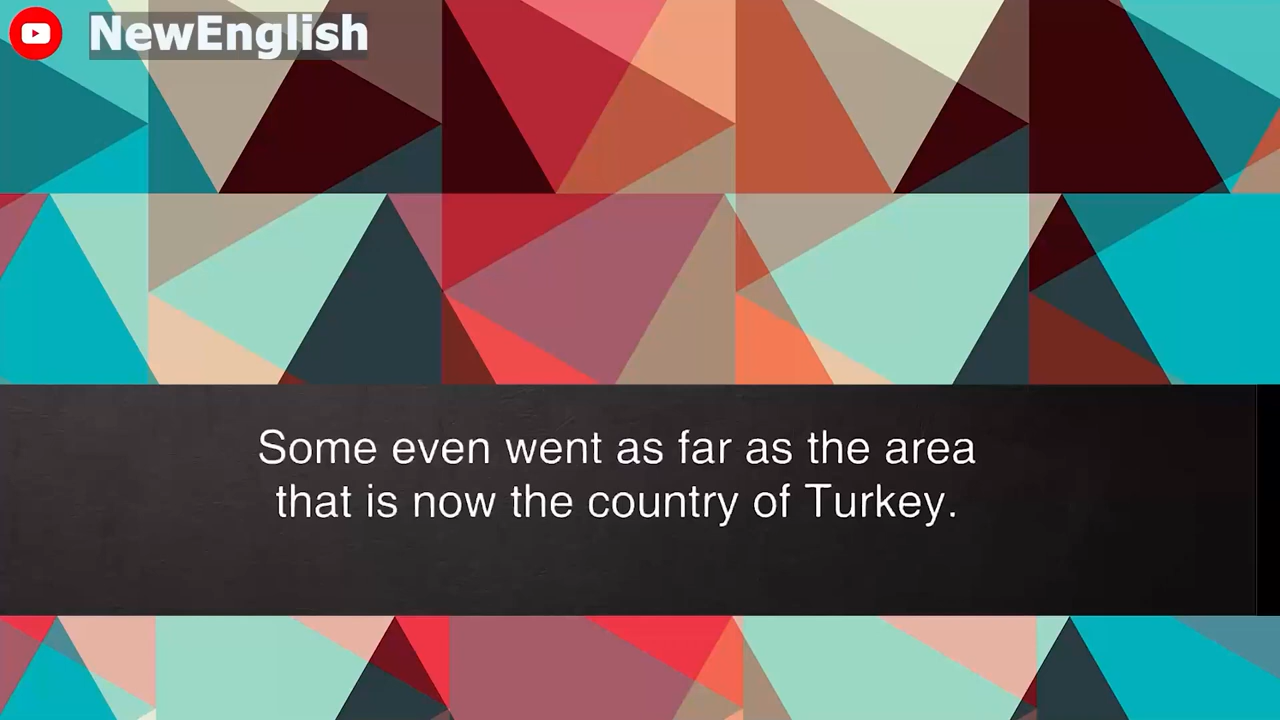 NewEnglish
Some even went as far as the area
that is now the country of Turkey.